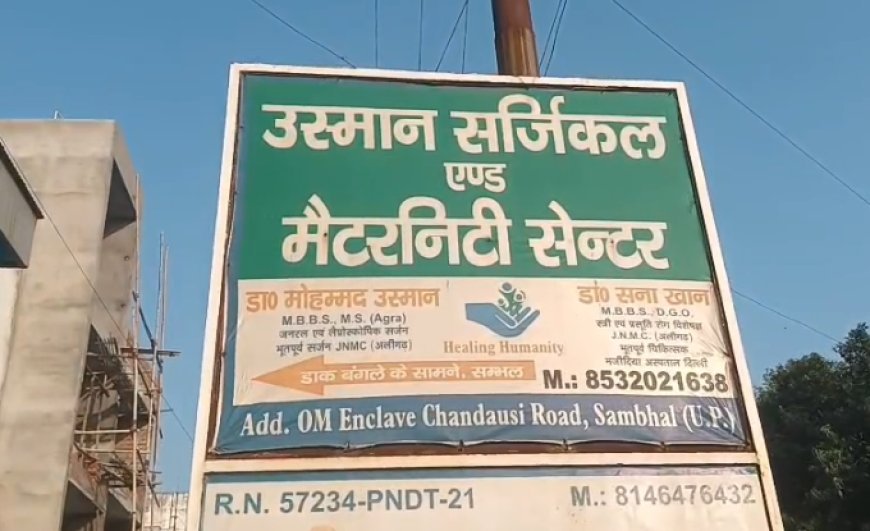 उस्मान सर्जिकल
एण्ड
मैटरनिटी सेन्टर
डा० मोहम्मद उस्मान
M.B.B.S., M.S. (Agra)
जनरल एवं लैप्रोस्कोपिक सर्जन
भूतपूर्व सर्जन JNMC (अलीगढ)
Healing Humanity
डा० सना खान
M.B.B.S., D.G.O.
स्त्री एवं प्रसूति रोग विशेषज्ञ
J.N.M.C. (अलीगढ)
भूतपूर्व चिकित्सक
मजीदिया अस्पताल दिल्ली
डाक बंगले के सामने, सम्भल
M.: 8532021638
Add. OM Enclave Chandausi Road, Sambhal (U.P.)
R.N. 57234-PNDT-21
M.: 8146476432